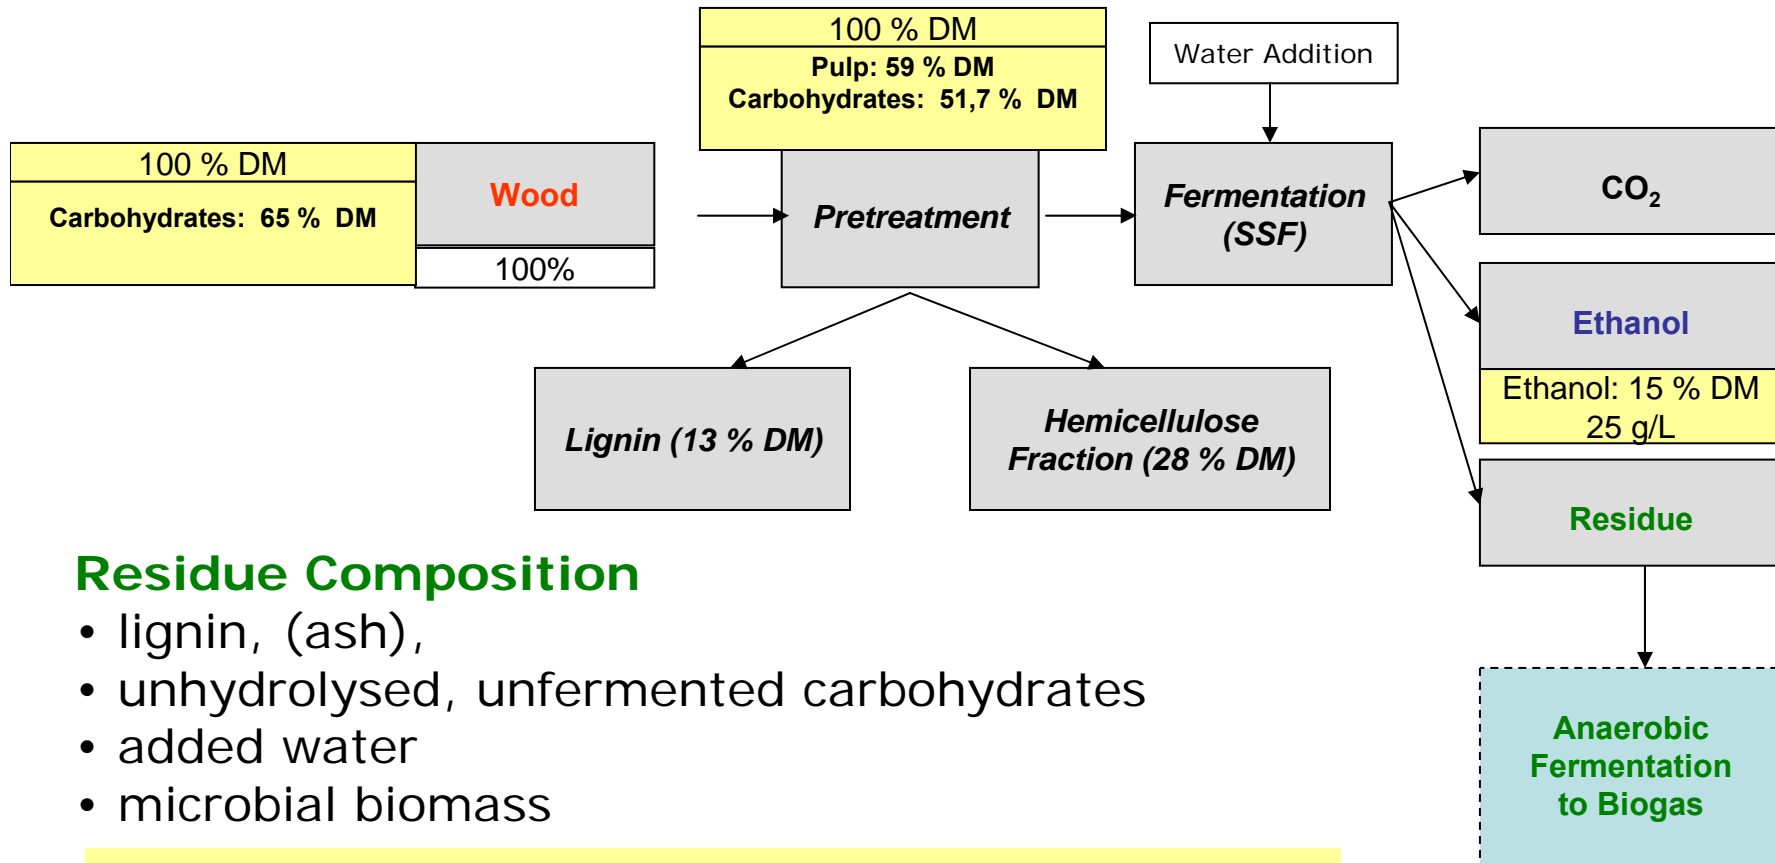 100 % DM
Pulp: 59 % DM
Carbohydrates: 51,7 % DM
Water Addition
100 % DM
Carbohydrates: 65 % DM
Wood
100%
Pretreatment
Fermentation
(SSF)
CO₂
Ethanol
Ethanol: 15 % DM
25 g/L
Lignin (13 % DM)
Hemicellulose
Fraction (28 % DM)
Residue
Residue Composition
• lignin, (ash),
• unhydrolysed, unfermented carbohydrates
• added water
• microbial biomass
Anaerobic
Fermentation
to Biogas